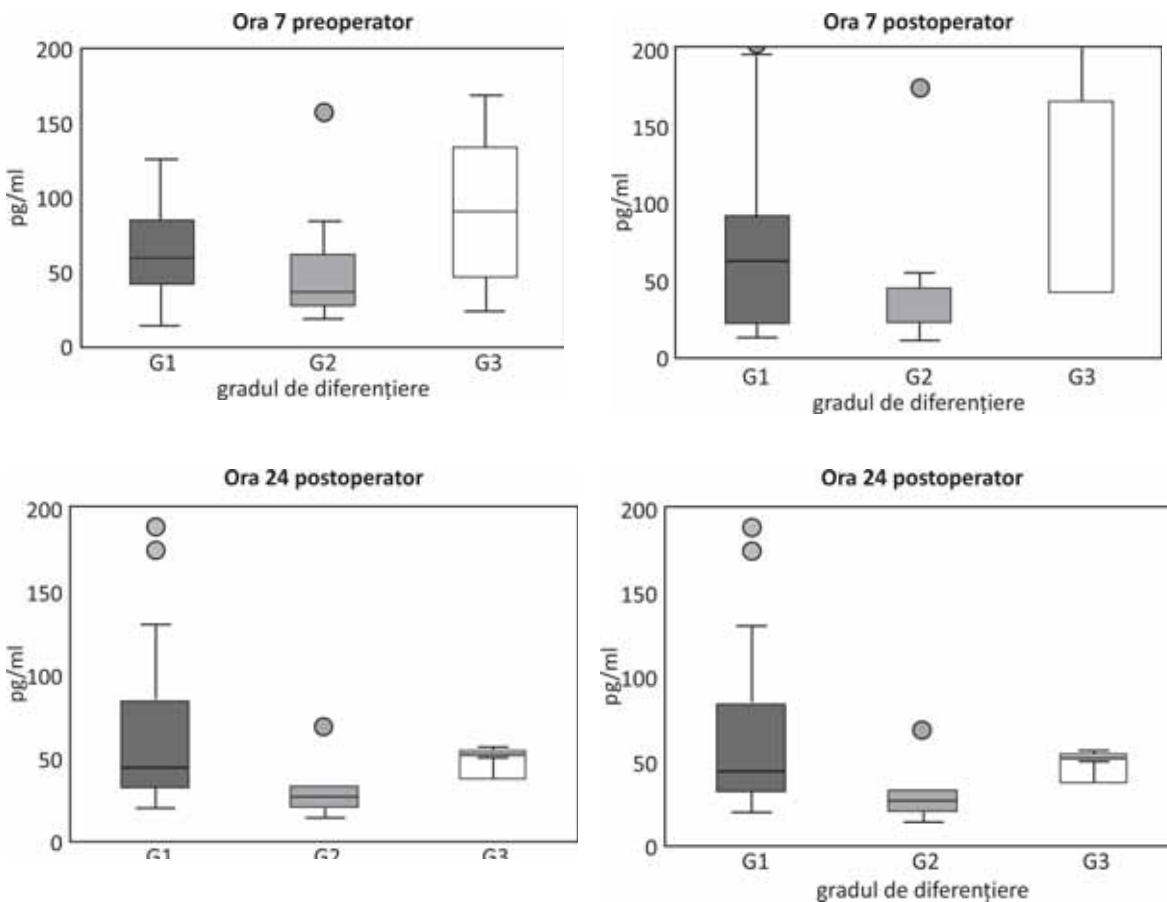 Ora 7 preoperator
200
150
100
50
0
pg/ml
G1 G2 G3
gradul de diferențiere
Ora 7 postoperator
200
150
100
50
0
pg/ml
G1 G2 G3
gradul de diferențiere
Ora 24 postoperator
200
150
100
50
0
pg/ml
G1 G2 G3
Ora 24 postoperator
200
150
100
50
0
pg/ml
G1 G2 G3
gradul de diferențiere